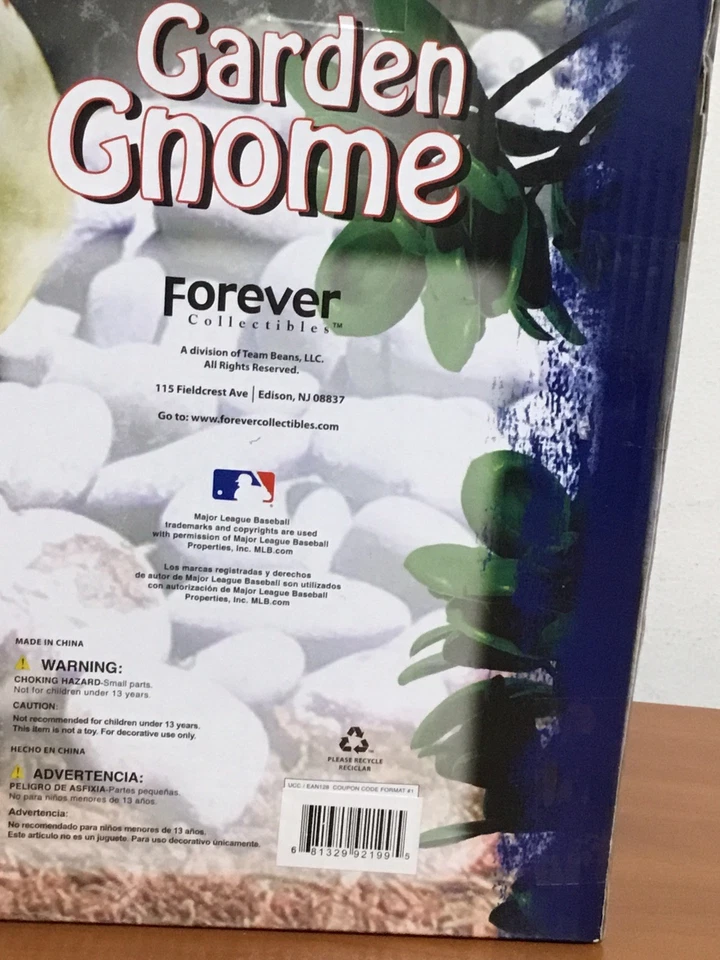 Garden
Gnome
Forever
Collectibles™
A division of Team Beans, LLC.
All Rights Reserved.
115 Fieldcrest Ave | Edison, NJ 08837
Go to: www.forevercollectibles.com
Major League Baseball
trademarks and copyrights are used
with permission of Major League Baseball
Properties, Inc. MLB.com
Los marcas registradas y derechos
de autor de Major League Baseball son utilizados
con autorización de Major League Baseball
Properties, Inc. MLB.com
MADE IN CHINA
WARNING:
CHOKING HAZARD-Small parts.
Not for children under 13 years.
CAUTION:
Not recommended for children under 13 years.
This item is not a toy. For decorative use only.
HECHO EN CHINA
ADVERTENCIA:
PELIGRO DE ASFIXIA-Partes pequeñas.
No para niños menores de 13 años.
Advertencia:
No recomendado para niños menores de 13 años.
Este artículo no es un juguete. Para uso decorativo únicamente.
PLEASE RECYCLE
RECICLAR
UCC / EAN128 COUPON CODE FORMAT #1
6 81329 92199 5